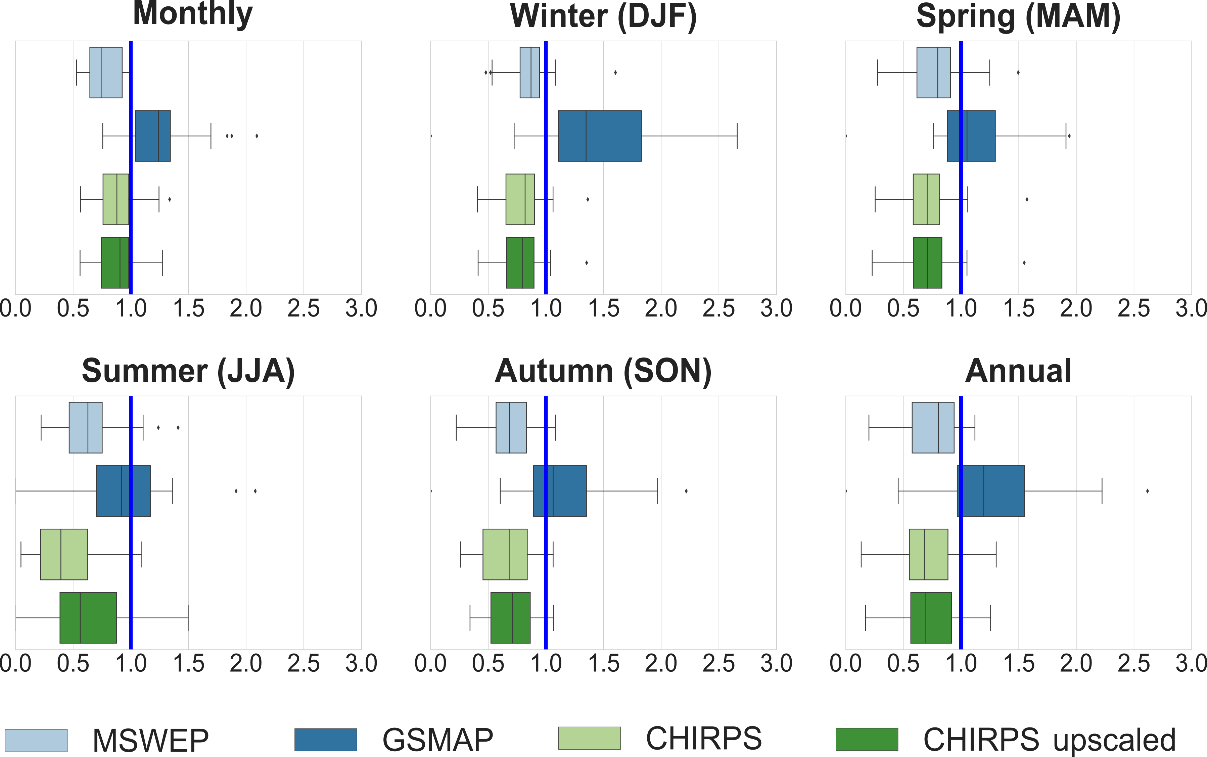 Monthly Winter (DJF) Spring (MAM)
0.0 0.5 1.0 1.5 2.0 2.5 3.0 0.0 0.5 1.0 1.5 2.0 2.5 3.0 0.0 0.5 1.0 1.5 2.0 2.5 3.0
Summer (JJA) Autumn (SON) Annual
0.0 0.5 1.0 1.5 2.0 2.5 3.0 0.0 0.5 1.0 1.5 2.0 2.5 3.0 0.0 0.5 1.0 1.5 2.0 2.5 3.0
MSWEP GSMAP CHIRPS CHIRPS upscaled